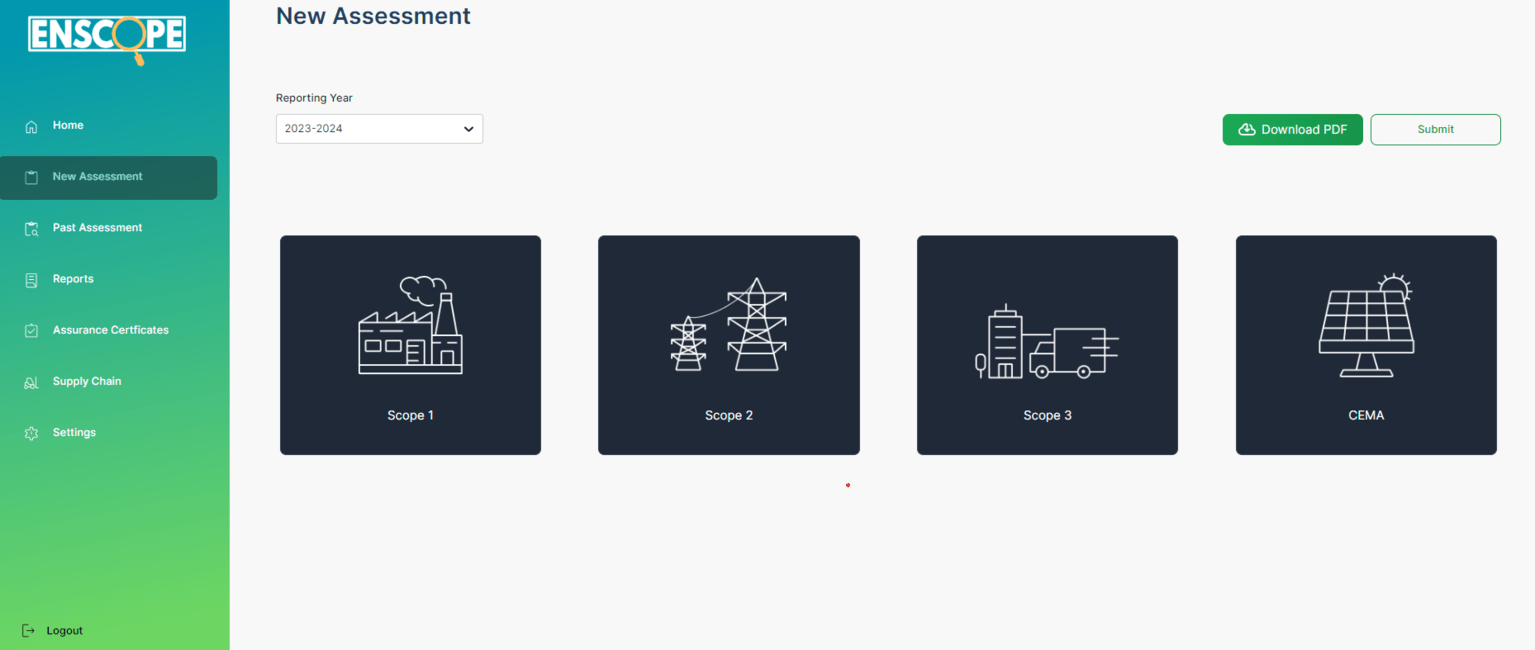 ENSCOPE
New Assessment
Reporting Year
2023-2024
Download PDF
Submit
Home
New Assessment
Past Assessment
Reports
Assurance Certficates
Supply Chain
Settings
Logout
Scope 1
Scope 2
Scope 3
CEMA